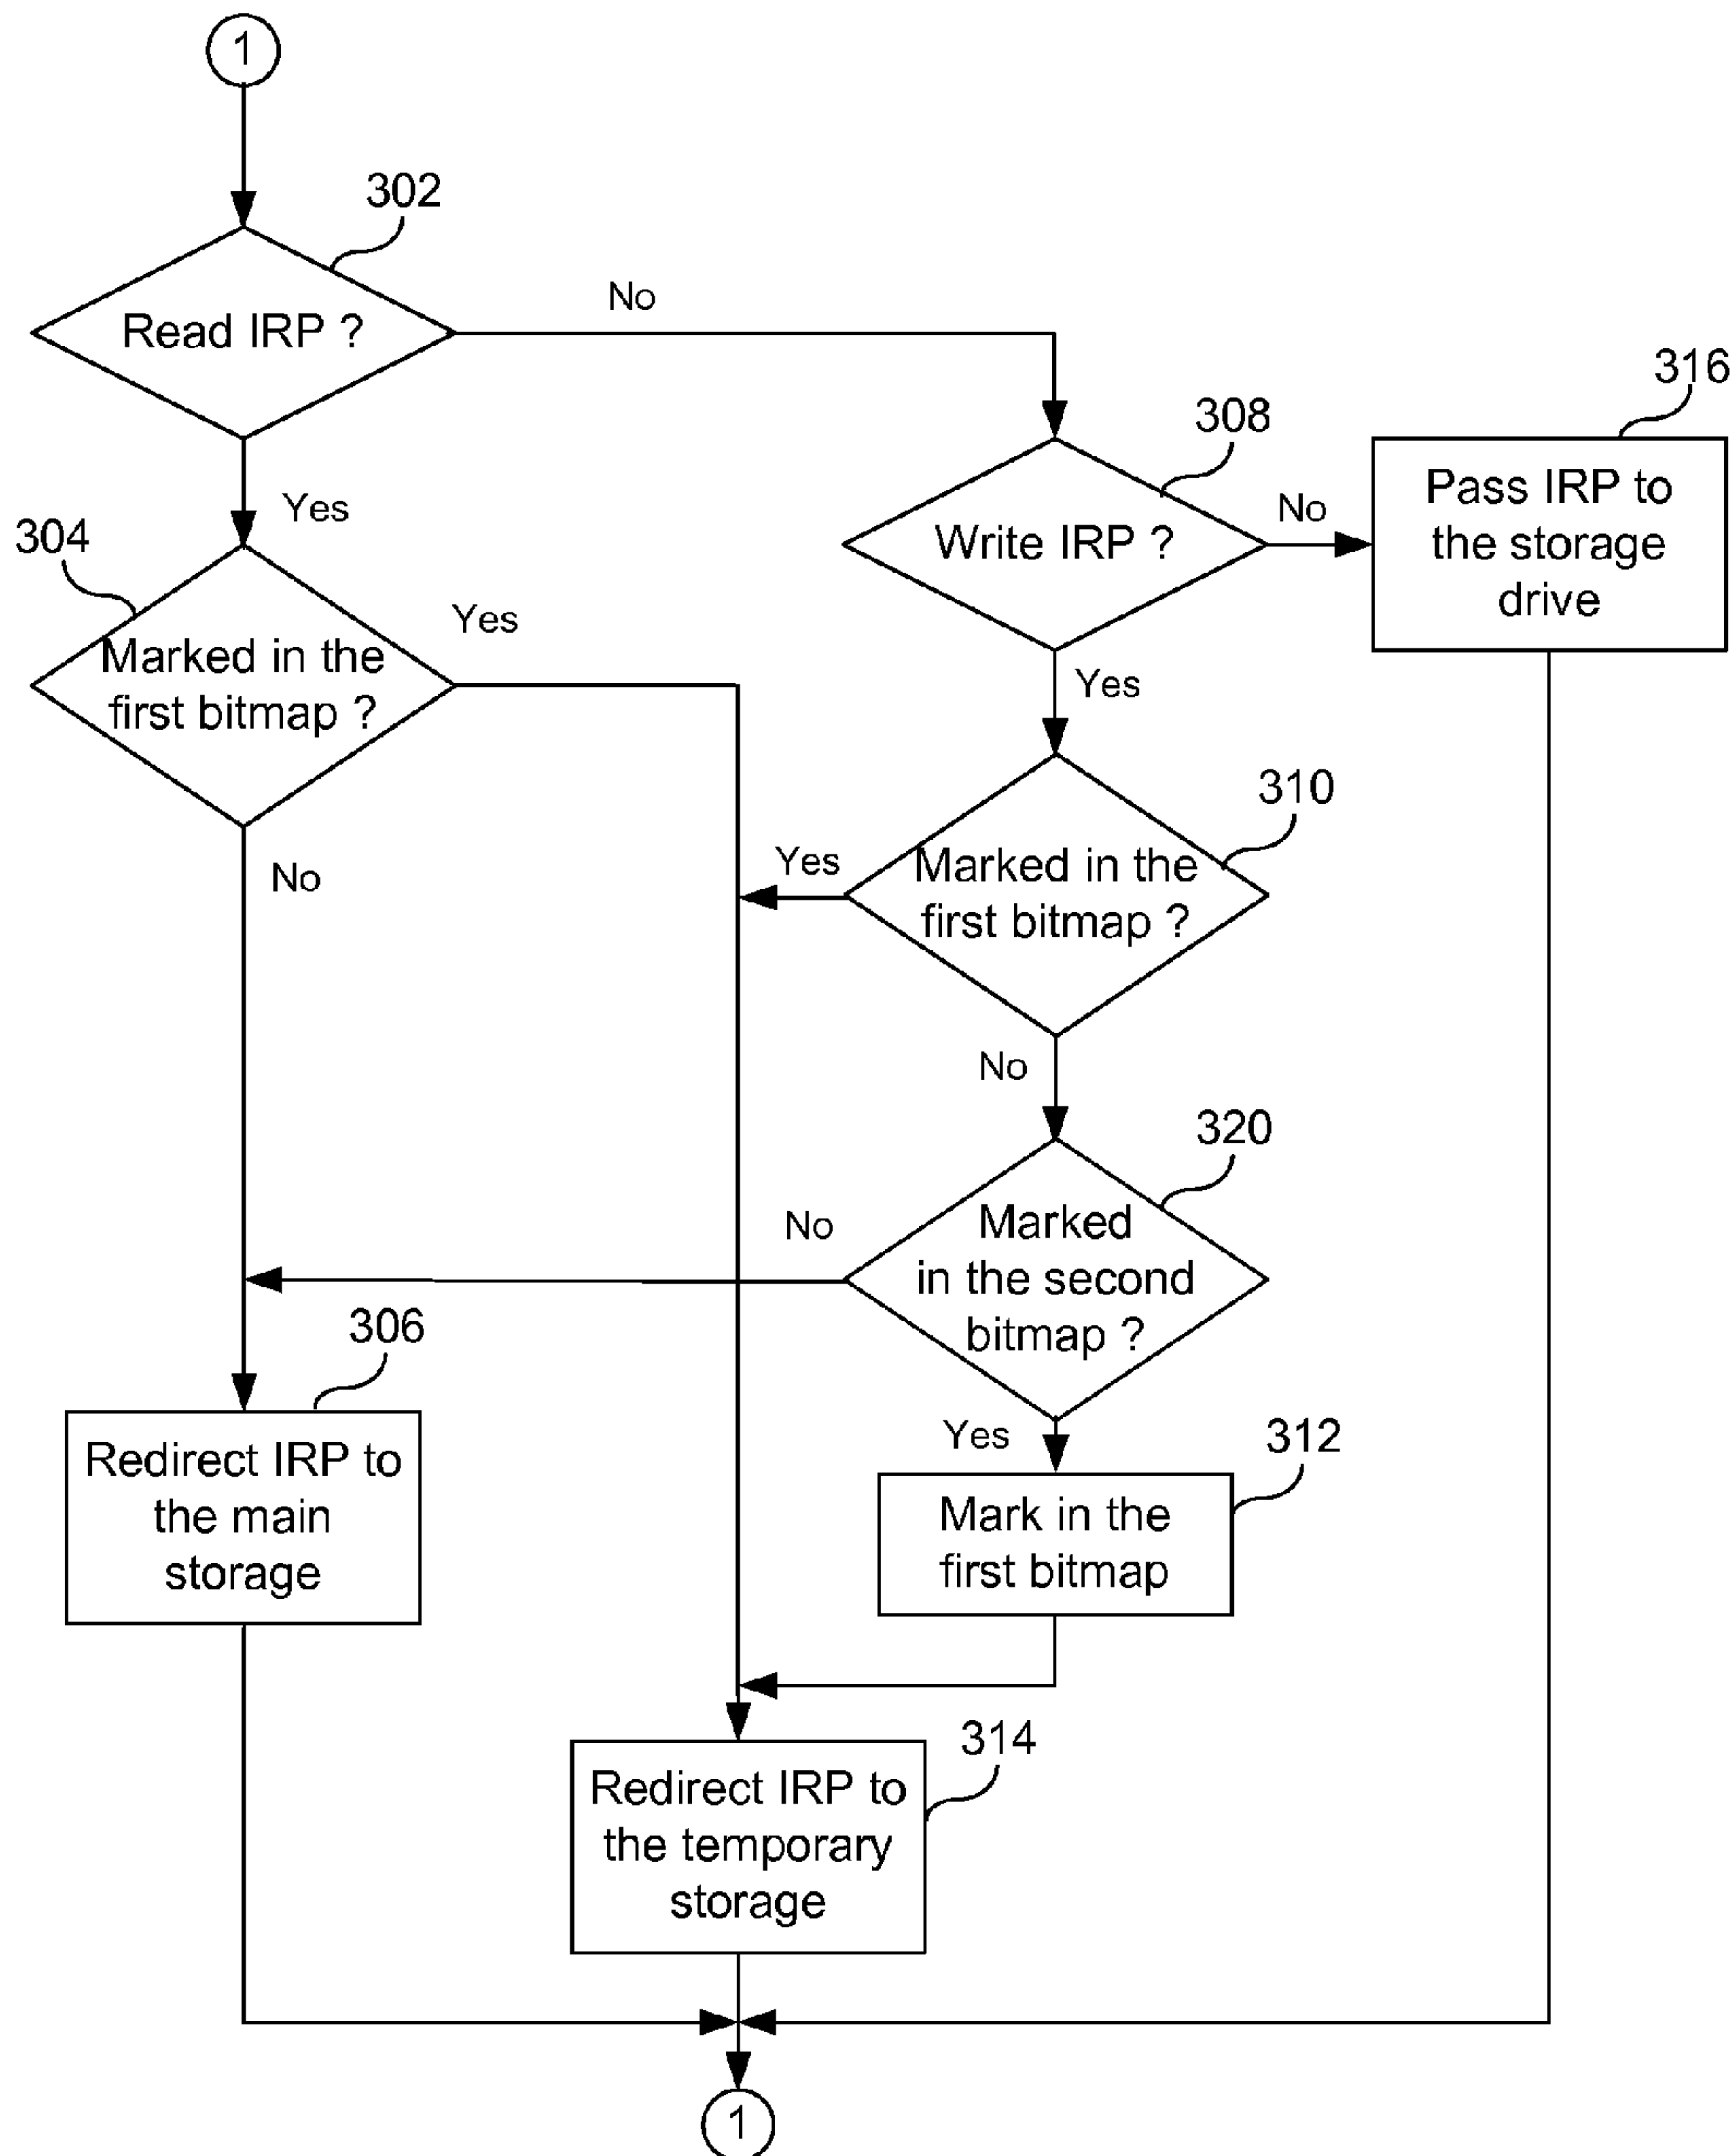 1
302
Read IRP ?
No
316
308
Pass IRP to
the storage
drive
Write IRP ?
No
Yes
304
Yes
Marked in the
first bitmap ?
Yes
310
Yes
Marked in the
first bitmap ?
No
No
320
No
Marked
in the second
bitmap ?
306
Yes
312
Redirect IRP to
the main
storage
Mark in the
first bitmap
314
Redirect IRP to
the temporary
storage
1